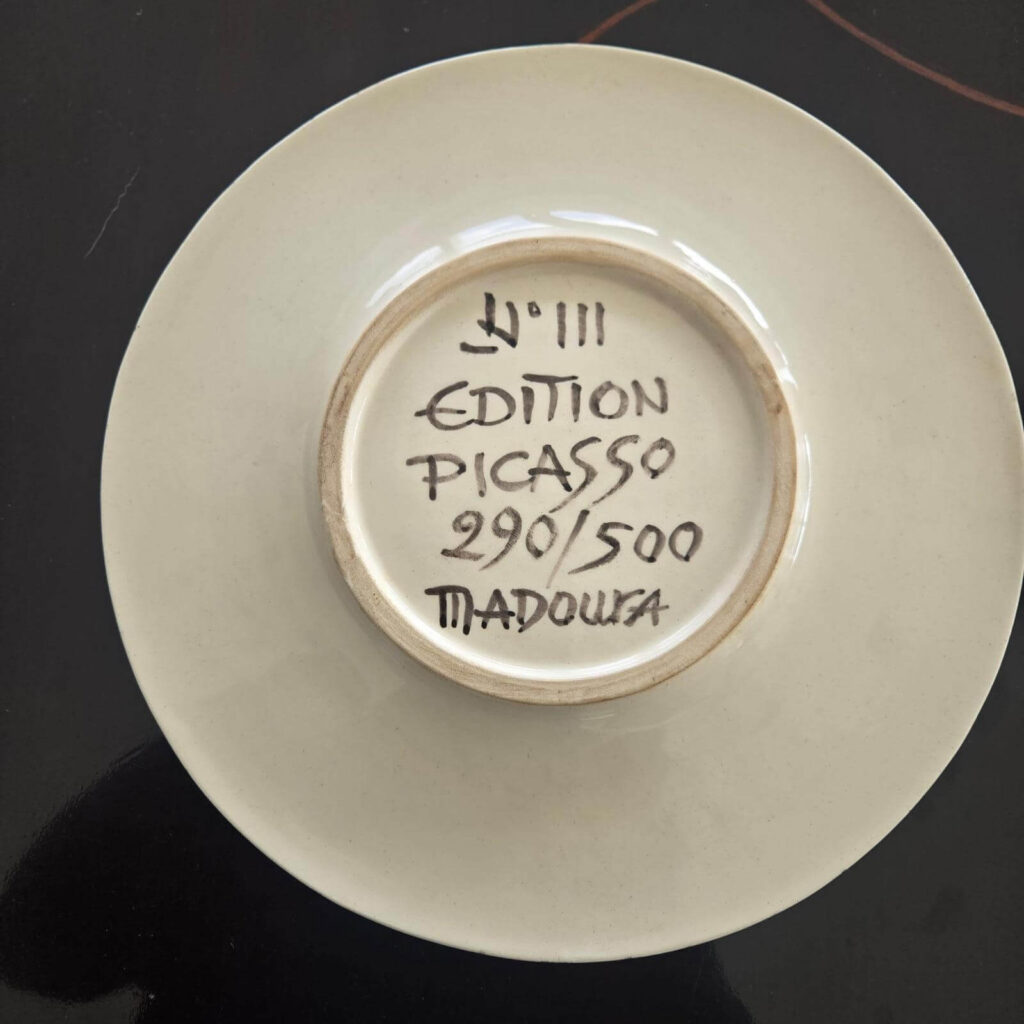 N° 111
EDITION
PICASSO
290/500
MADOURA